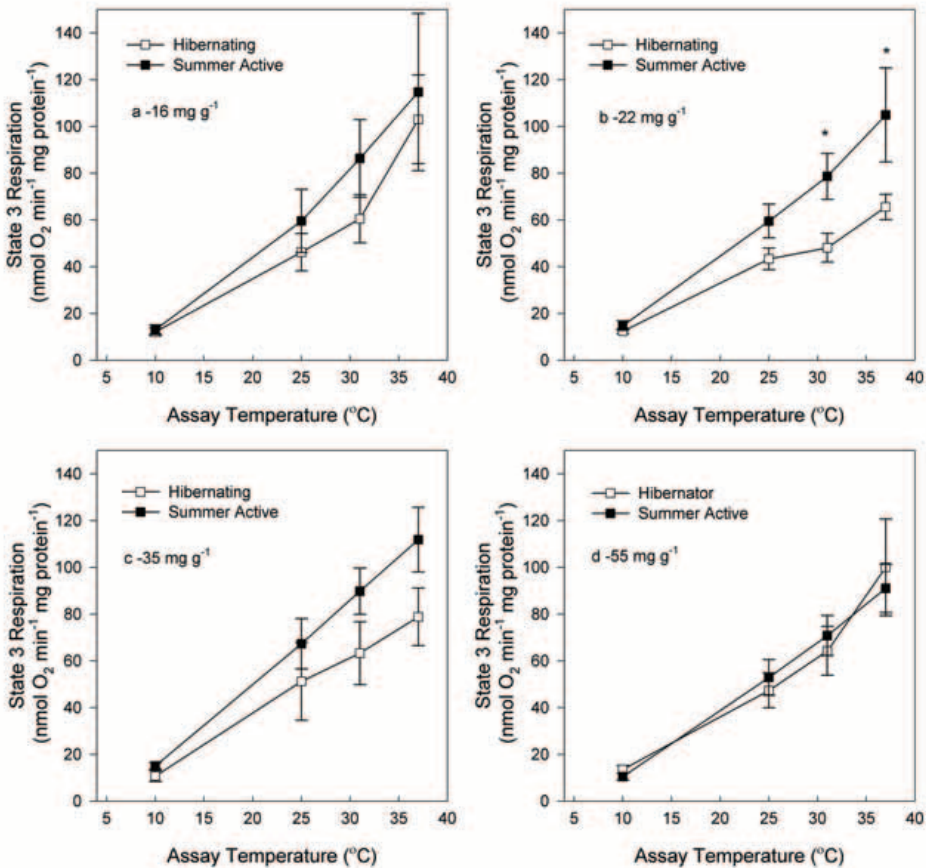 140
120
100
80
60
40
20
0
Hibernating
Summer Active
a -16 mg g⁻¹
State 3 Respiration
(nmol O₂ min⁻¹ mg protein⁻¹)
5 10 15 20 25 30 35 40
Assay Temperature (°C)
140
120
100
80
60
40
20
0
Hibernating
Summer Active
b -22 mg g⁻¹
*
*
State 3 Respiration
(nmol O₂ min⁻¹ mg protein⁻¹)
5 10 15 20 25 30 35 40
Assay Temperature (°C)
140
120
100
80
60
40
20
0
Hibernating
Summer Active
c -35 mg g⁻¹
State 3 Respiration
(nmol O₂ min⁻¹ mg protein⁻¹)
5 10 15 20 25 30 35 40
Assay Temperature (°C)
140
120
100
80
60
40
20
0
Hibernator
Summer Active
d -55 mg g⁻¹
State 3 Respiration
(nmol O₂ min⁻¹ mg protein⁻¹)
5 10 15 20 25 30 35 40
Assay Temperature (°C)